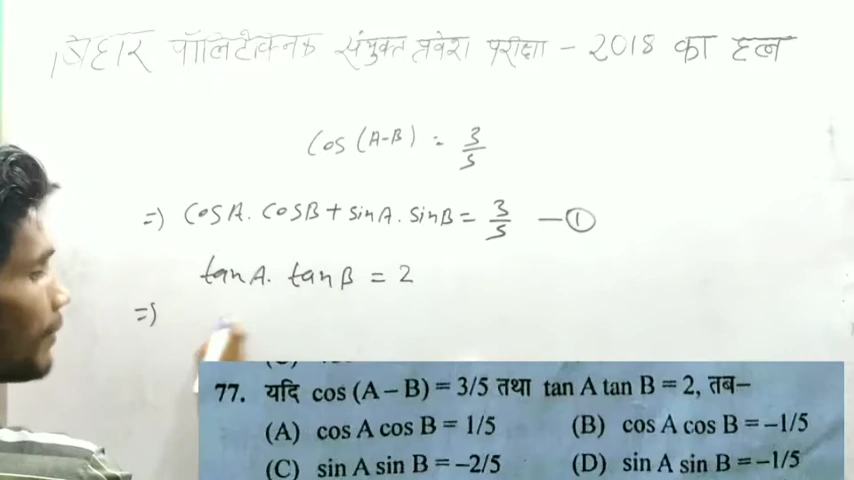 बिहार पॉलिटेक्निक संयुक्त प्रवेश परीक्षा - 2018 का हल
cos (A-B) = 3/5
=) cosA. cosB + sinA. sinB = 3/5 — ①
tanA. tanB = 2
=)
77. यदि cos (A – B) = 3/5 तथा tan A tan B = 2, तब–
(A) cos A cos B = 1/5 (B) cos A cos B = –1/5
(C) sin A sin B = –2/5 (D) sin A sin B = –1/5